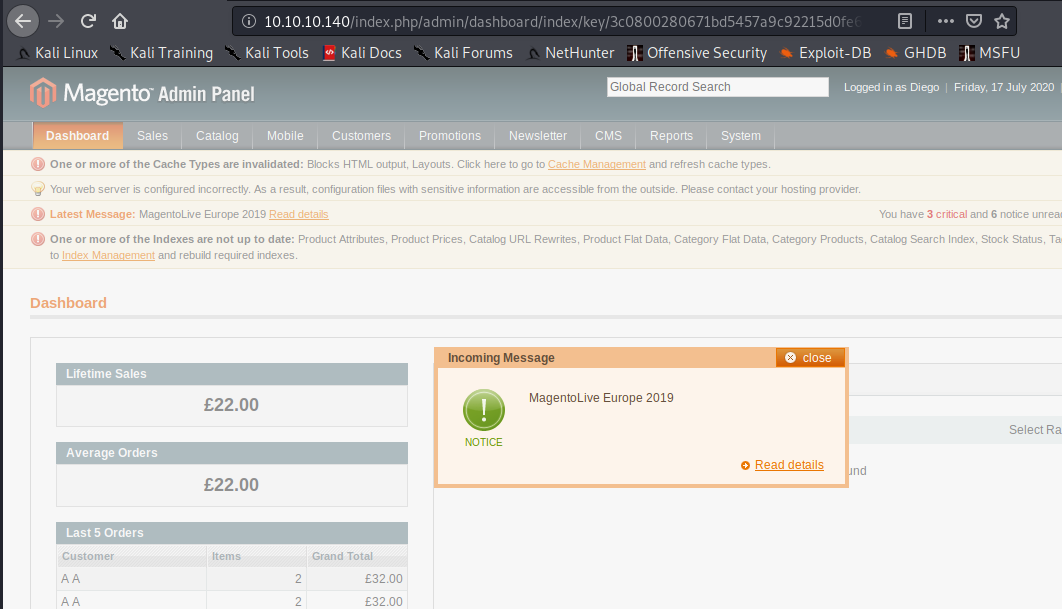 10.10.10.140/index.php/admin/dashboard/index/key/3c0800280671bd5457a9c92215d0fe6
Kali Linux Kali Training Kali Tools Kali Docs Kali Forums NetHunter Offensive Security Exploit-DB GHDB MSFU
Magento Admin Panel Global Record Search Logged in as Diego | Friday, 17 July 2020 |
Dashboard Sales Catalog Mobile Customers Promotions Newsletter CMS Reports System
One or more of the Cache Types are invalidated: Blocks HTML output, Layouts. Click here to go to Cache Management and refresh cache types.
Your web server is configured incorrectly. As a result, configuration files with sensitive information are accessible from the outside. Please contact your hosting provider.
Latest Message: MagentoLive Europe 2019 Read details You have 3 critical and 6 notice unrea
One or more of the Indexes are not up to date: Product Attributes, Product Prices, Catalog URL Rewrites, Product Flat Data, Category Flat Data, Category Products, Catalog Search Index, Stock Status, Ta
to Index Management and rebuild required indexes.
Dashboard
Incoming Message close
MagentoLive Europe 2019
NOTICE
Read details
Lifetime Sales
£22.00
Select Ra
Average Orders
und
£22.00
Last 5 Orders
Customer Items Grand Total
A A 2 £32.00
A A 2 £32.00